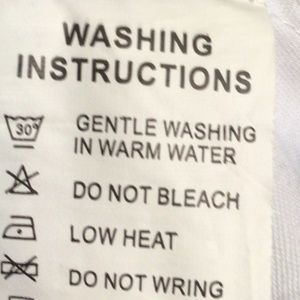 WASHING
INSTRUCTIONS
30° GENTLE WASHING
IN WARM WATER
DO NOT BLEACH
LOW HEAT
DO NOT WRING